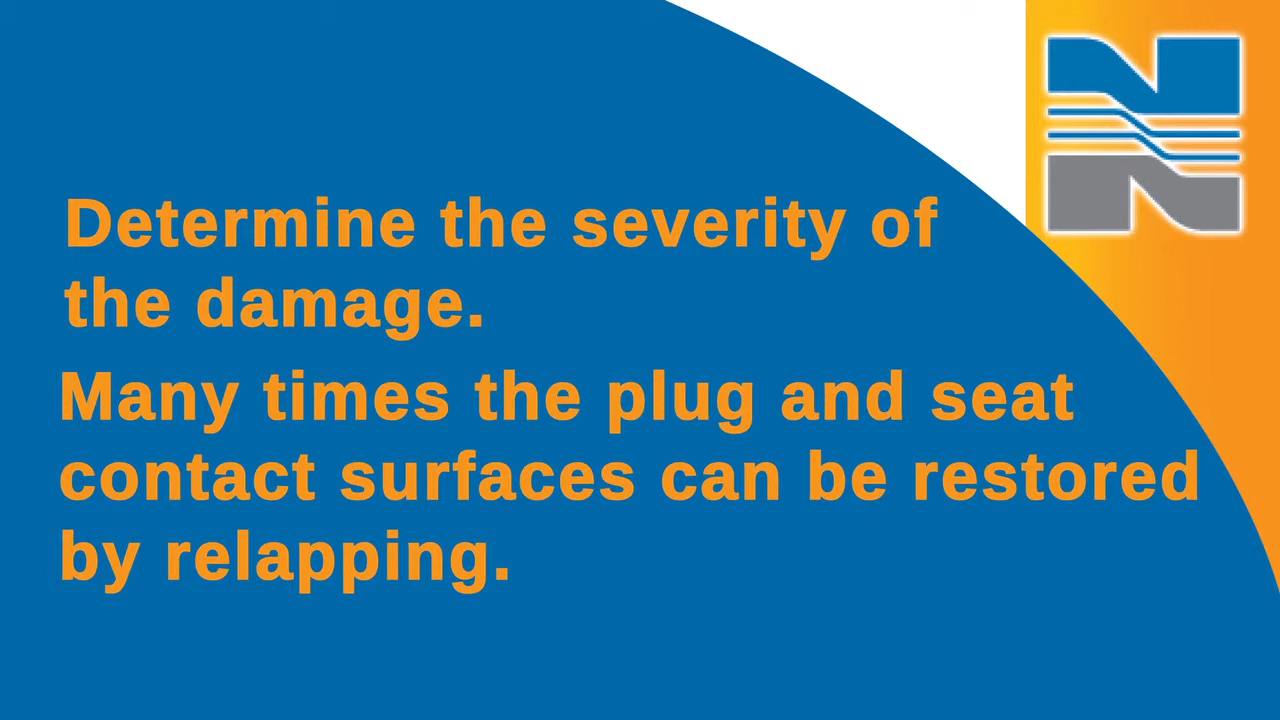 Determine the severity of
the damage.
Many times the plug and seat
contact surfaces can be restored
by relapping.